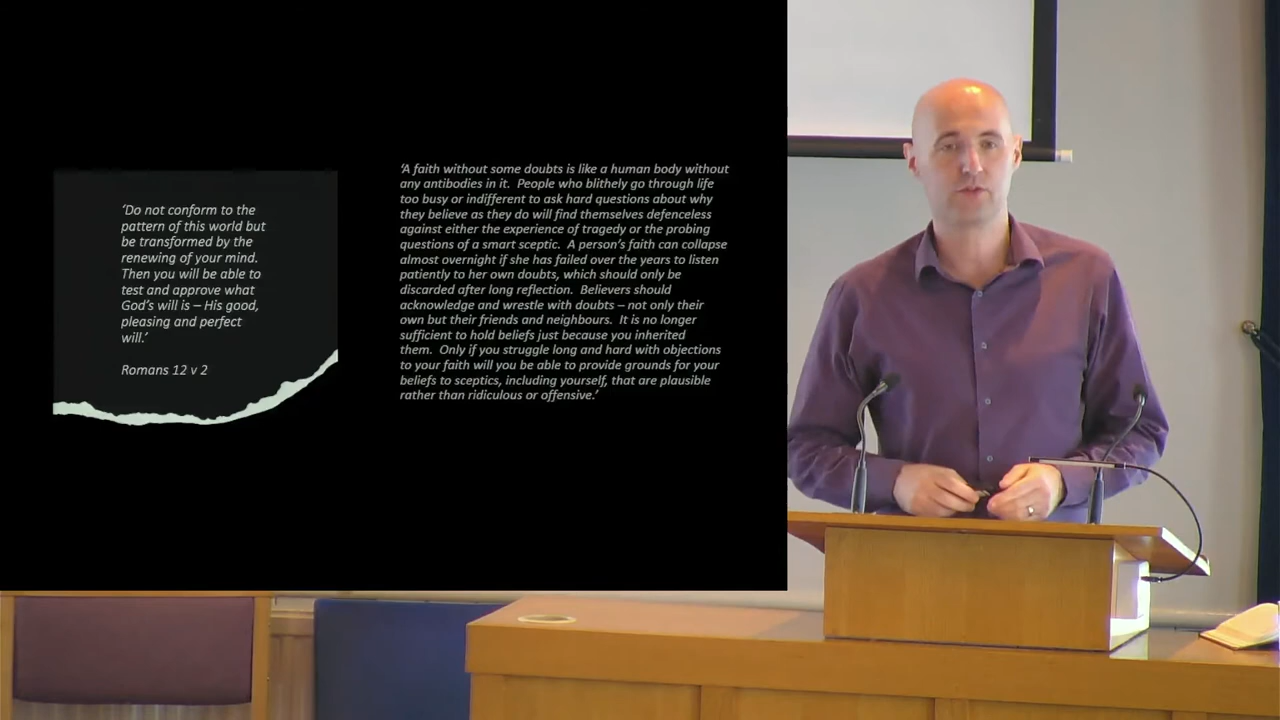 ‘Do not conform to the
pattern of this world but
be transformed by the
renewing of your mind.
Then you will be able to
test and approve what
God’s will is – His good,
pleasing and perfect
will.’
Romans 12 v 2
‘A faith without some doubts is like a human body without
any antibodies in it.  People who blithely go through life
too busy or indifferent to ask hard questions about why
they believe as they do will find themselves defenceless
against either the experience of tragedy or the probing
questions of a smart sceptic.  A person’s faith can collapse
almost overnight if she has failed over the years to listen
patiently to her own doubts, which should only be
discarded after long reflection.  Believers should
acknowledge and wrestle with doubts – not only their
own but their friends and neighbours.  It is no longer
sufficient to hold beliefs just because you inherited
them.  Only if you struggle long and hard with objections
to your faith will you be able to provide grounds for your
beliefs to sceptics, including yourself, that are plausible
rather than ridiculous or offensive.’